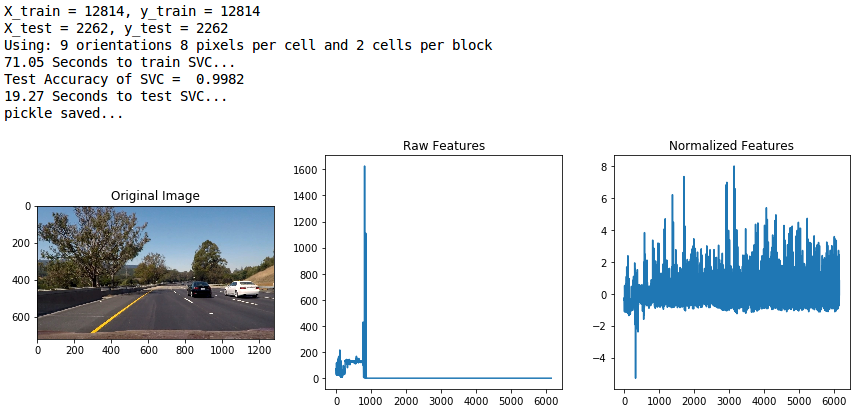 X_train = 12814, y_train = 12814
X_test = 2262, y_test = 2262
Using: 9 orientations 8 pixels per cell and 2 cells per block
71.05 Seconds to train SVC...
Test Accuracy of SVC =  0.9982
19.27 Seconds to test SVC...
pickle saved...
Original Image
0
200
400
600
0 200 400 600 800 1000 1200
Raw Features
1600
1400
1200
1000
800
600
400
200
0
0 1000 2000 3000 4000 5000 6000
Normalized Features
8
6
4
2
0
−2
−4
0 1000 2000 3000 4000 5000 6000